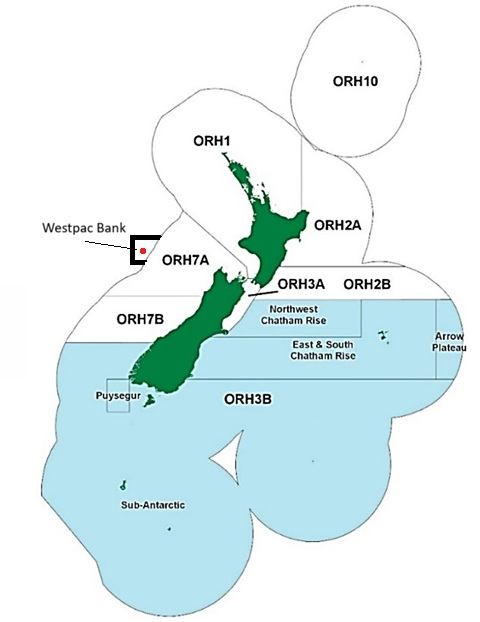 ORH10
ORH1
Westpac Bank
ORH2A
ORH7A
ORH3A
ORH2B
Northwest
Chatham Rise
ORH7B
Arrow
Plateau
East & South
Chatham Rise
Puysegur
ORH3B
Sub-Antarctic